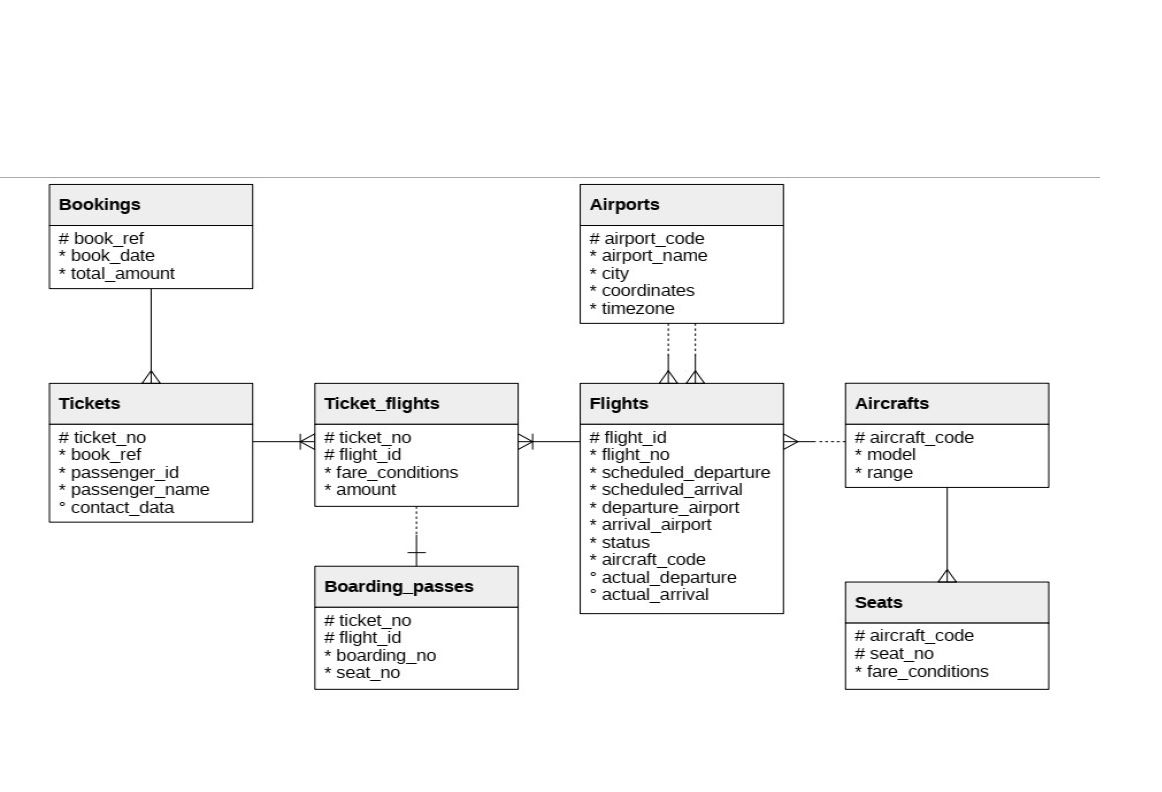 Bookings
# book_ref
* book_date
* total_amount
Airports
# airport_code
* airport_name
* city
* coordinates
* timezone
Tickets
# ticket_no
* book_ref
* passenger_id
* passenger_name
° contact_data
Ticket_flights
# ticket_no
# flight_id
* fare_conditions
* amount
Flights
# flight_id
* flight_no
* scheduled_departure
* scheduled_arrival
* departure_airport
* arrival_airport
* status
* aircraft_code
° actual_departure
° actual_arrival
Aircrafts
# aircraft_code
* model
* range
Boarding_passes
# ticket_no
# flight_id
* boarding_no
* seat_no
Seats
# aircraft_code
# seat_no
* fare_conditions